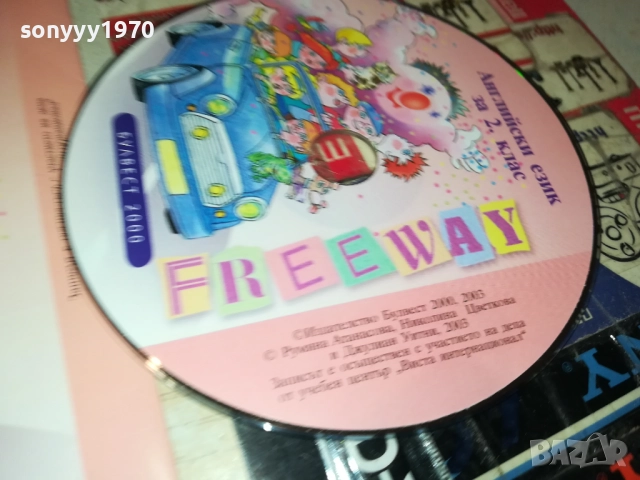 sonyyy1970
Английски език
за 2. клас
БУЛВЕСТ 2000
FREEWAY
©Издателство Булвест 2000, 2003
© Румяна Атанасова, Николина Цветкова
и Джулиан Уитни, 2003
Записът е осъществен с участието на деца
от учебен център „Виста интернационал"
BAZAR